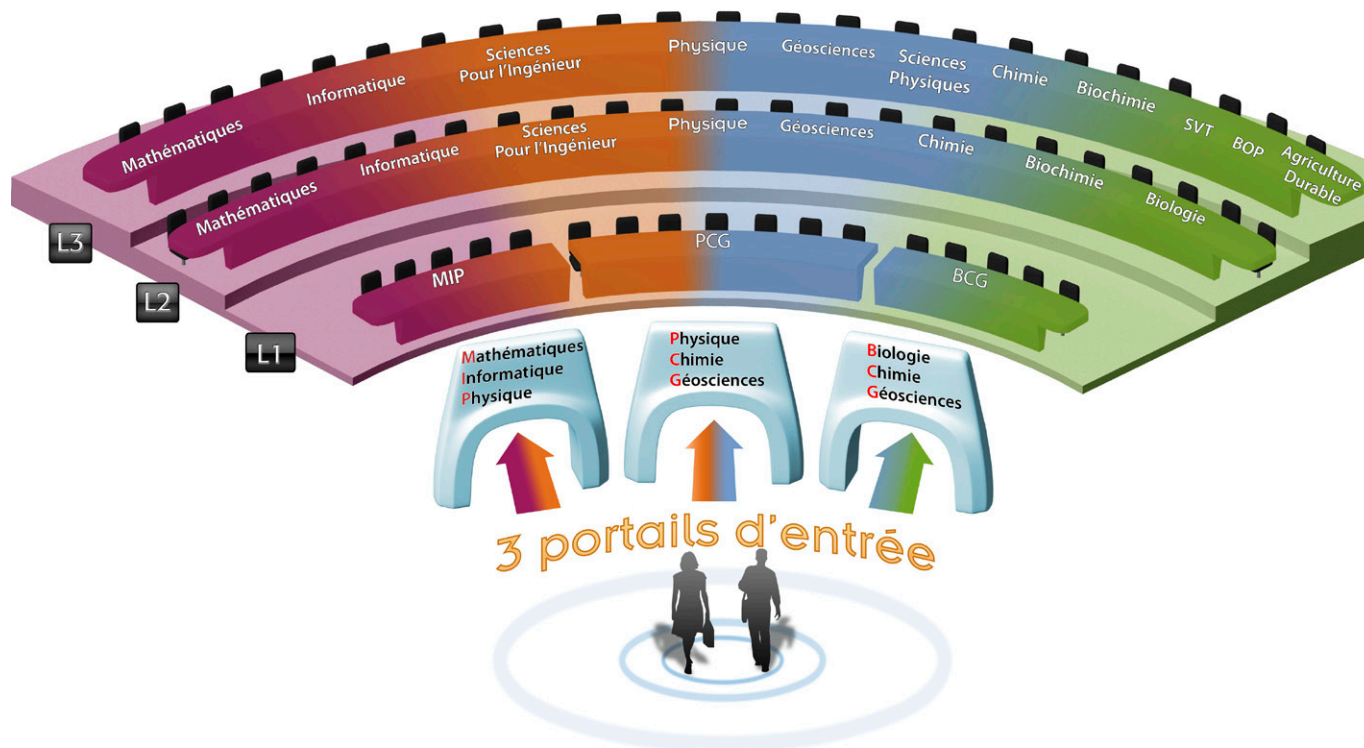 Mathématiques
Informatique
Sciences
Pour l'Ingénieur
Physique
Géosciences
Sciences
Physiques
Chimie
Biochimie
SVT
BOP
Agriculture
Durable
L3
Mathématiques
Informatique
Sciences
Pour l'Ingénieur
Physique
Géosciences
Chimie
Biochimie
Biologie
L2
MIP
PCG
BCG
L1
Mathématiques
Informatique
Physique
Physique
Chimie
Géosciences
Biologie
Chimie
Géosciences
3 portails d'entrée